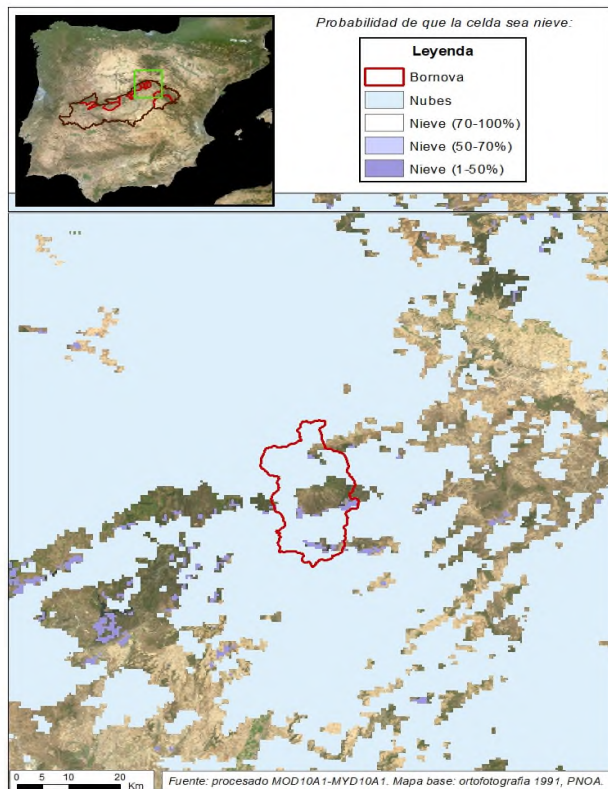 Probabilidad de que la celda sea nieve:
Leyenda
Bornova
Nubes
Nieve (70-100%)
Nieve (50-70%)
Nieve (1-50%)
0 5 10 20
Km
Fuente: procesado MOD10A1-MYD10A1. Mapa base: ortofotografia 1991, PNOA.